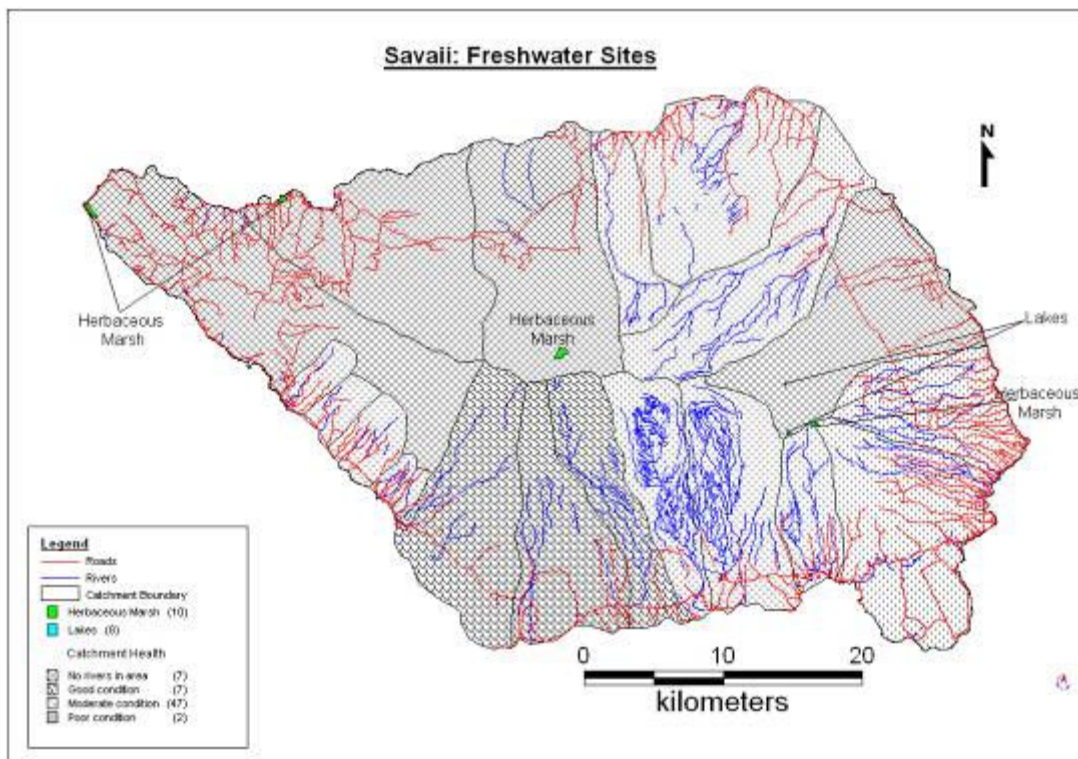 Savaii: Freshwater Sites
N
Herbaceous
Marsh
Herbaceous
Marsh
Lakes
Herbaceous
Marsh
Legend
Roads
Rivers
Catchment Boundary
Herbaceous Marsh (10)
Lakes (8)
Catchment Health
No rivers in area (7)
Good condition (7)
Moderate condition (47)
Poor condition (2)
0 10 20
kilometers